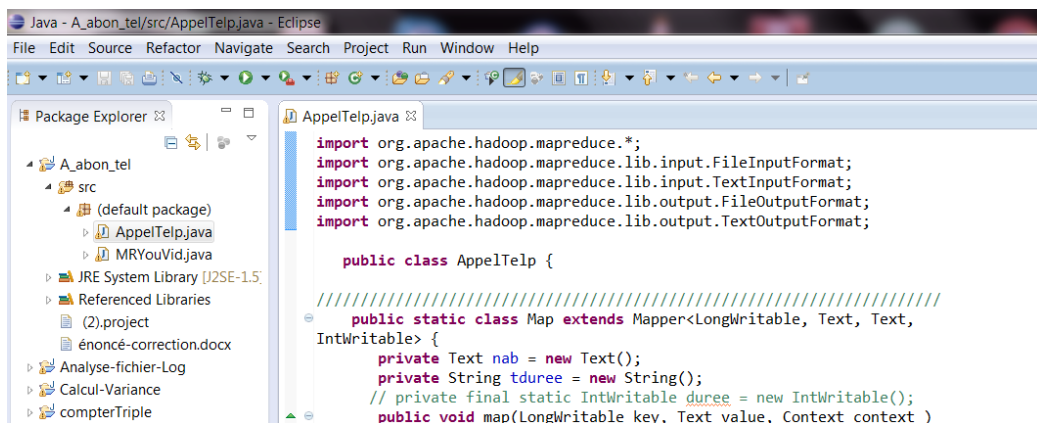 Java - A_abon_tel/src/AppelTelp.java - Eclipse
File Edit Source Refactor Navigate Search Project Run Window Help
Package Explorer
A_abon_tel
src
(default package)
AppelTelp.java
MRYouVid.java
JRE System Library [J2SE-1.5]
Referenced Libraries
(2).project
énoncé-correction.docx
Analyse-fichier-Log
Calcul-Variance
compterTriple
AppelTelp.java
import org.apache.hadoop.mapreduce.*;
import org.apache.hadoop.mapreduce.lib.input.FileInputFormat;
import org.apache.hadoop.mapreduce.lib.input.TextInputFormat;
import org.apache.hadoop.mapreduce.lib.output.FileOutputFormat;
import org.apache.hadoop.mapreduce.lib.output.TextOutputFormat;
public class AppelTelp {
///////////////////////////////////////////////////////////////////////
public static class Map extends Mapper<LongWritable, Text, Text,
IntWritable> {
private Text nab = new Text();
private String tduree = new String();
// private final static IntWritable duree = new IntWritable();
public void map(LongWritable key, Text value, Context context )